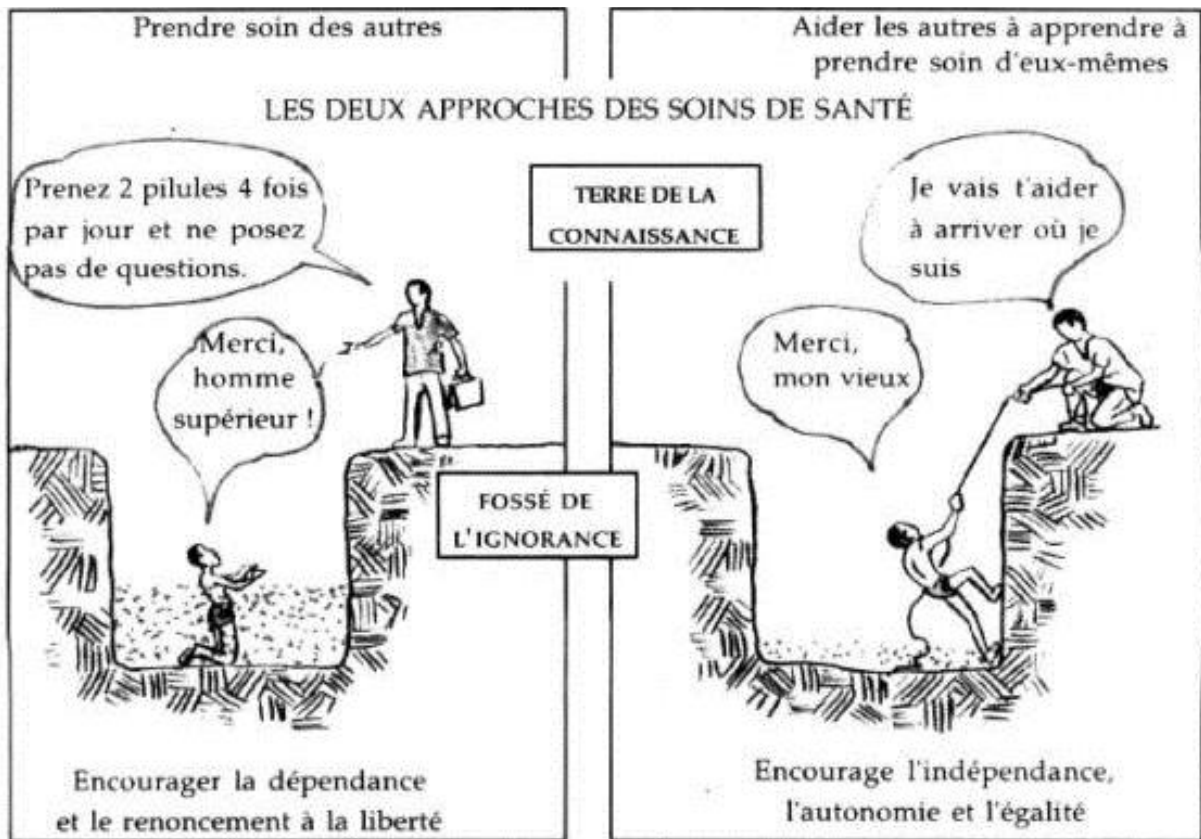 Prendre soin des autres
Aider les autres à apprendre à
prendre soin d'eux-mêmes
LES DEUX APPROCHES DES SOINS DE SANTÉ
Prenez 2 pilules 4 fois
par jour et ne posez
pas de questions.
Merci,
homme
supérieur !
TERRE DE LA
CONNAISSANCE
Je vais t'aider
à arriver où je
suis
Merci,
mon vieux
FOSSÉ DE
L'IGNORANCE
Encourager la dépendance
et le renoncement à la liberté
Encourage l'indépendance,
l'autonomie et l'égalité